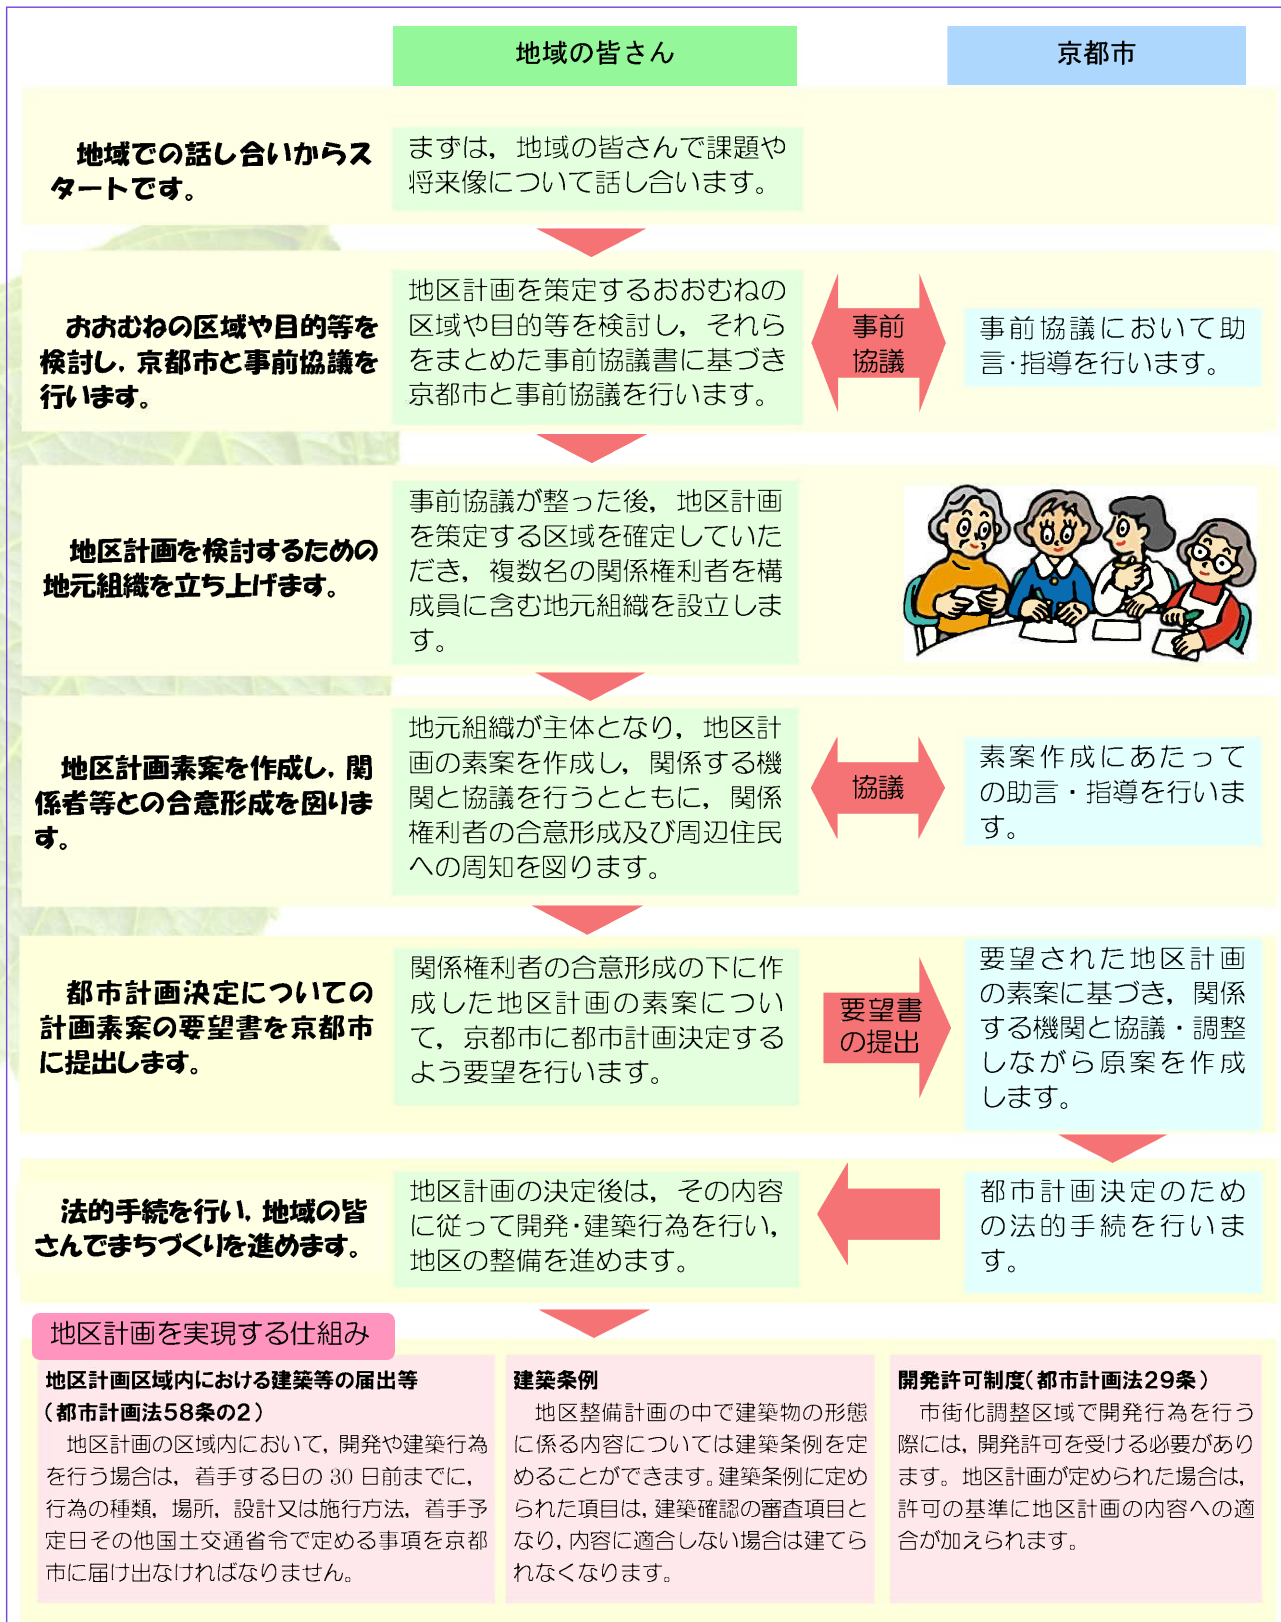 地域の皆さん
京都市
地域での話し合いからス
タートです。
まずは，地域の皆さんで課題や
将来像について話し合います。
おおむねの区域や目的等を
検討し，京都市と事前協議を
行います。
地区計画を策定するおおむねの
区域や目的等を検討し，それら
をまとめた事前協議書に基づき
京都市と事前協議を行います。
事前
協議
事前協議において助
言・指導を行います。
地区計画を検討するための
地元組織を立ち上げます。
事前協議が整った後，地区計画
を策定する区域を確定していた
だき，複数名の関係権利者を構
成員に含む地元組織を設立しま
す。
地区計画素案を作成し，関
係者等との合意形成を図りま
す。
地元組織が主体となり，地区計
画の素案を作成し，関係する機
関と協議を行うとともに，関係
権利者の合意形成及び周辺住民
への周知を図ります。
協議
素案作成にあたって
の助言・指導を行いま
す。
都市計画決定についての
計画素案の要望書を京都市
に提出します。
関係権利者の合意形成の下に作
成した地区計画の素案につい
て，京都市に都市計画決定する
よう要望を行います。
要望書
の提出
要望された地区計画
の素案に基づき，関係
する機関と協議・調整
しながら原案を作成
します。
法的手続を行い，地域の皆
さんでまちづくりを進めます。
地区計画の決定後は，その内容
に従って開発・建築行為を行い，
地区の整備を進めます。
都市計画決定のため
の法的手続を行いま
す。
地区計画を実現する仕組み
地区計画区域内における建築等の届出等
（都市計画法58条の2）
地区計画の区域内において，開発や建築行為
を行う場合は，着手する日の30日前までに，
行為の種類，場所，設計又は施行方法，着手予
定日その他国土交通省令で定める事項を京都
市に届け出なければなりません。
建築条例
地区整備計画の中で建築物の形態
に係る内容については建築条例を定
めることができます。建築条例に定め
られた項目は，建築確認の審査項目と
なり，内容に適合しない場合は建てら
れなくなります。
開発許可制度（都市計画法29条）
市街化調整区域で開発行為を行う
際には，開発許可を受ける必要があり
ます。地区計画が定められた場合は，
許可の基準に地区計画の内容への適
合が加えられます。